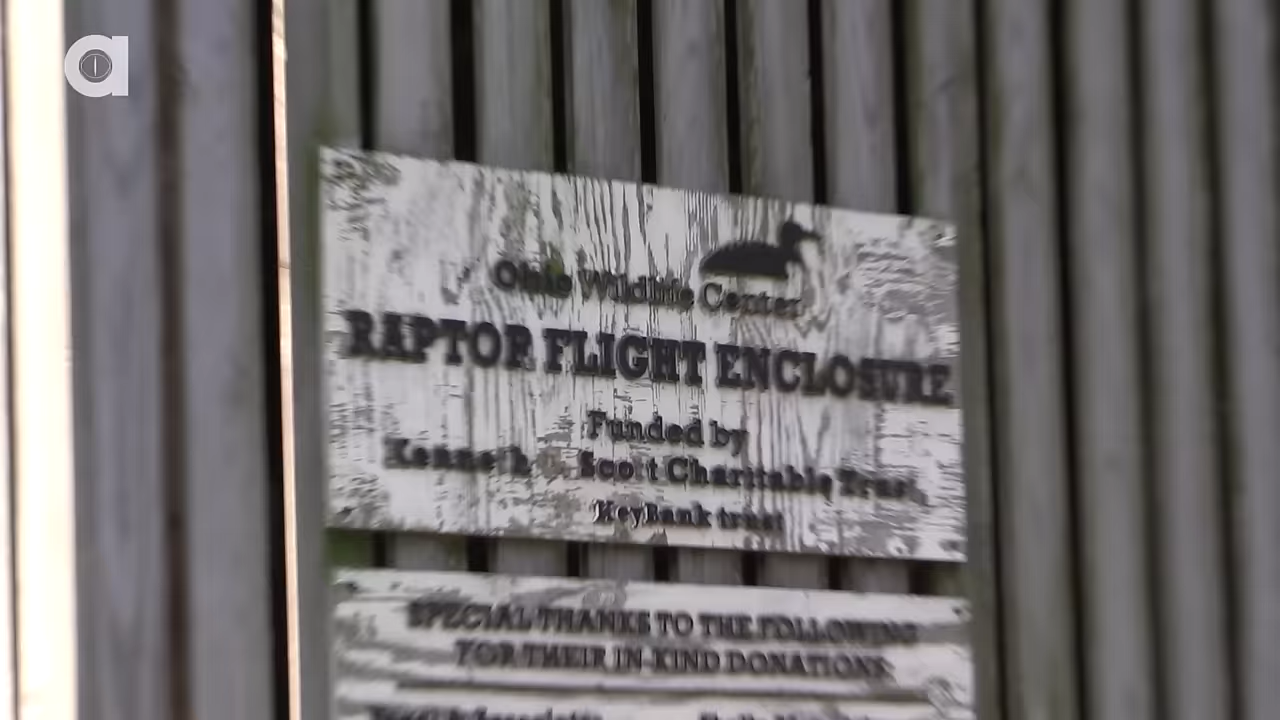 a
Ohio Wildlife Center
RAPTOR FLIGHT ENCLOSURE
Funded by
Kenneth Scott Charitable Trust,
KeyBank trust
SPECIAL THANKS TO THE FOLLOWING
FOR THEIR IN-KIND DONATIONS